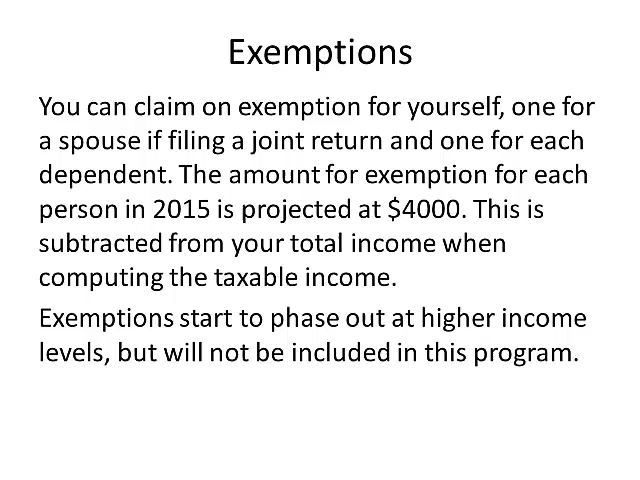 Exemptions
You can claim on exemption for yourself, one for
a spouse if filing a joint return and one for each
dependent. The amount for exemption for each
person in 2015 is projected at $4000. This is
subtracted from your total income when
computing the taxable income.
Exemptions start to phase out at higher income
levels, but will not be included in this program.